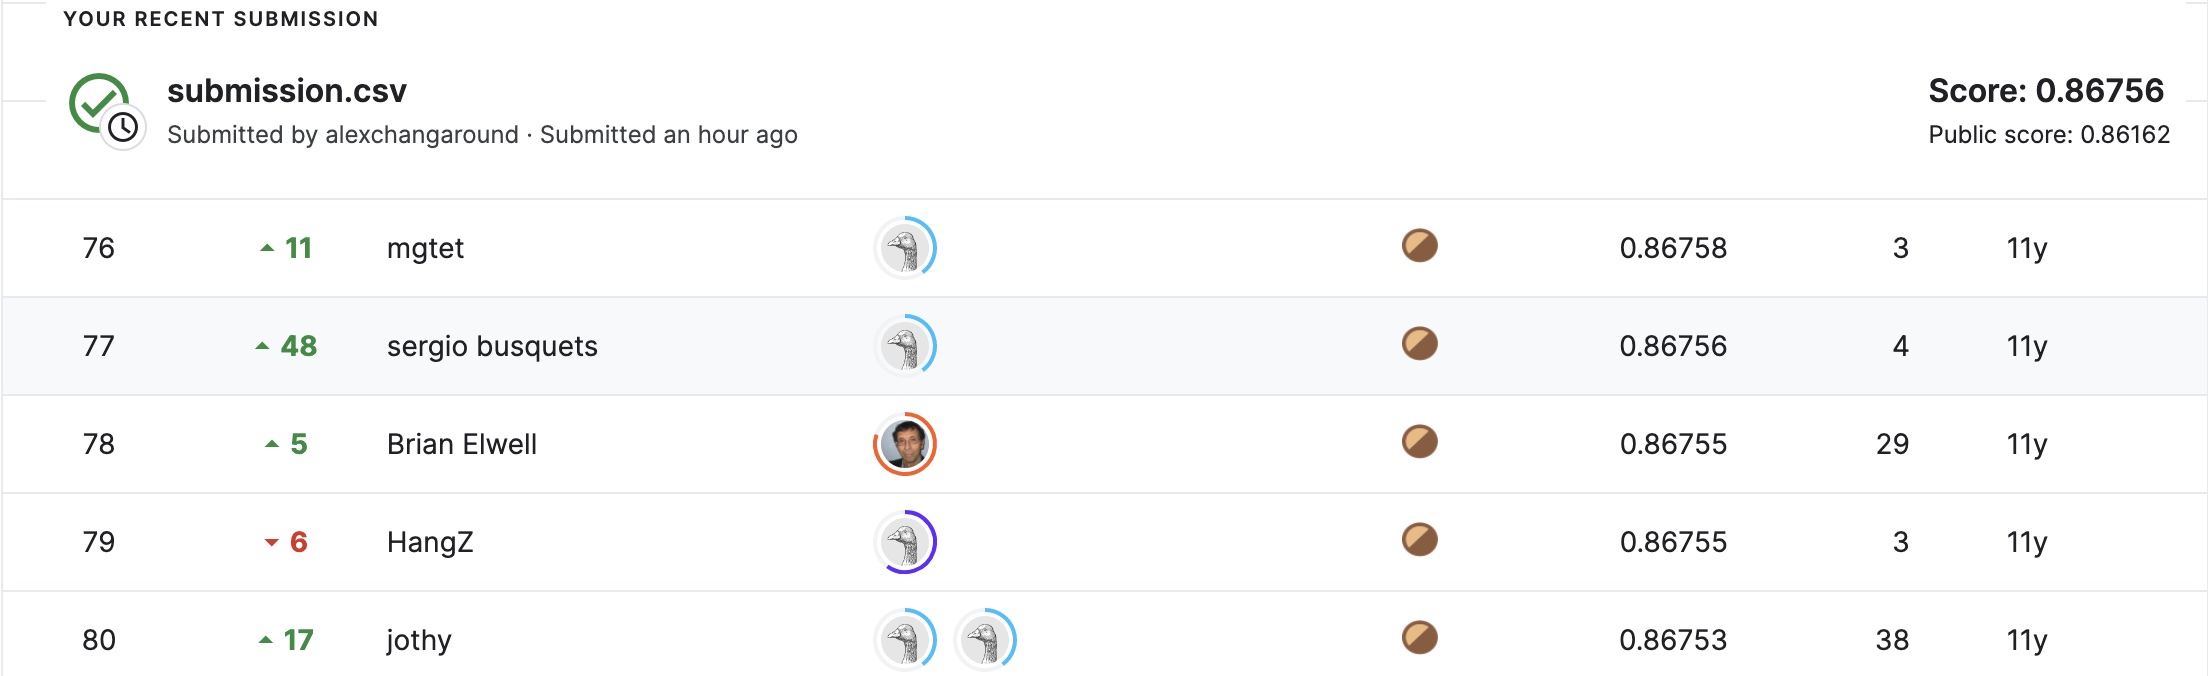 YOUR RECENT SUBMISSION
submission.csv
Submitted by alexchangaround · Submitted an hour ago
Score: 0.86756
Public score: 0.86162
76 11 mgtet 0.86758 3 11y
77 48 sergio busquets 0.86756 4 11y
78 5 Brian Elwell 0.86755 29 11y
79 6 HangZ 0.86755 3 11y
80 17 jothy 0.86753 38 11y